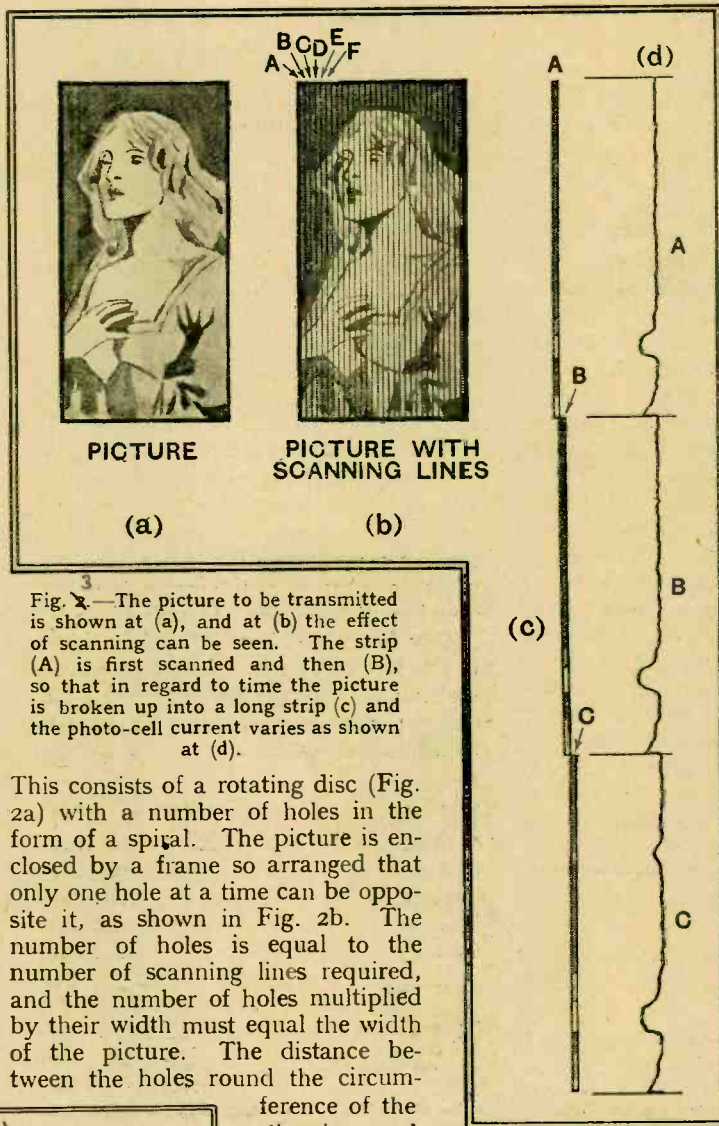 A B C D E F
A
(d)
A
B
PICTURE
PICTURE WITH
SCANNING LINES
(a)
(b)
B
(c)
C
C
3
Fig. 2.—The picture to be transmitted
is shown at (a), and at (b) the effect
of scanning can be seen. The strip
(A) is first scanned and then (B),
so that in regard to time the picture
is broken up into a long strip (c) and
the photo-cell current varies as shown
at (d).
This consists of a rotating disc (Fig.
2a) with a number of holes in the
form of a spiral. The picture is en-
closed by a frame so arranged that
only one hole at a time can be oppo-
site it, as shown in Fig. 2b. The
number of holes is equal to the
number of scanning lines required,
and the number of holes multiplied
by their width must equal the width
of the picture. The distance be-
tween the holes round the circum-
ference of the